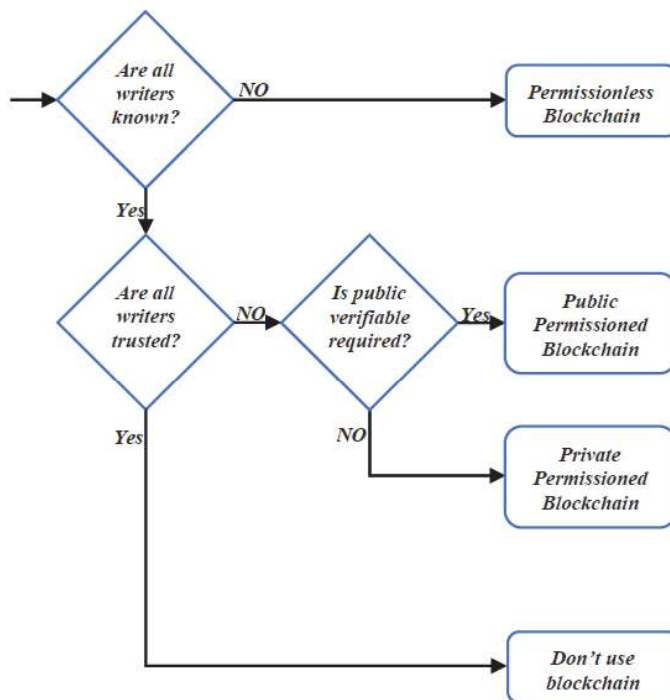 Are all
writers
known?
NO
Permissionless
Blockchain
Yes
Are all
writers
trusted?
NO
Is public
verifiable
required?
Yes
Public
Permissioned
Blockchain
Yes
NO
Private
Permissioned
Blockchain
Don't use
blockchain